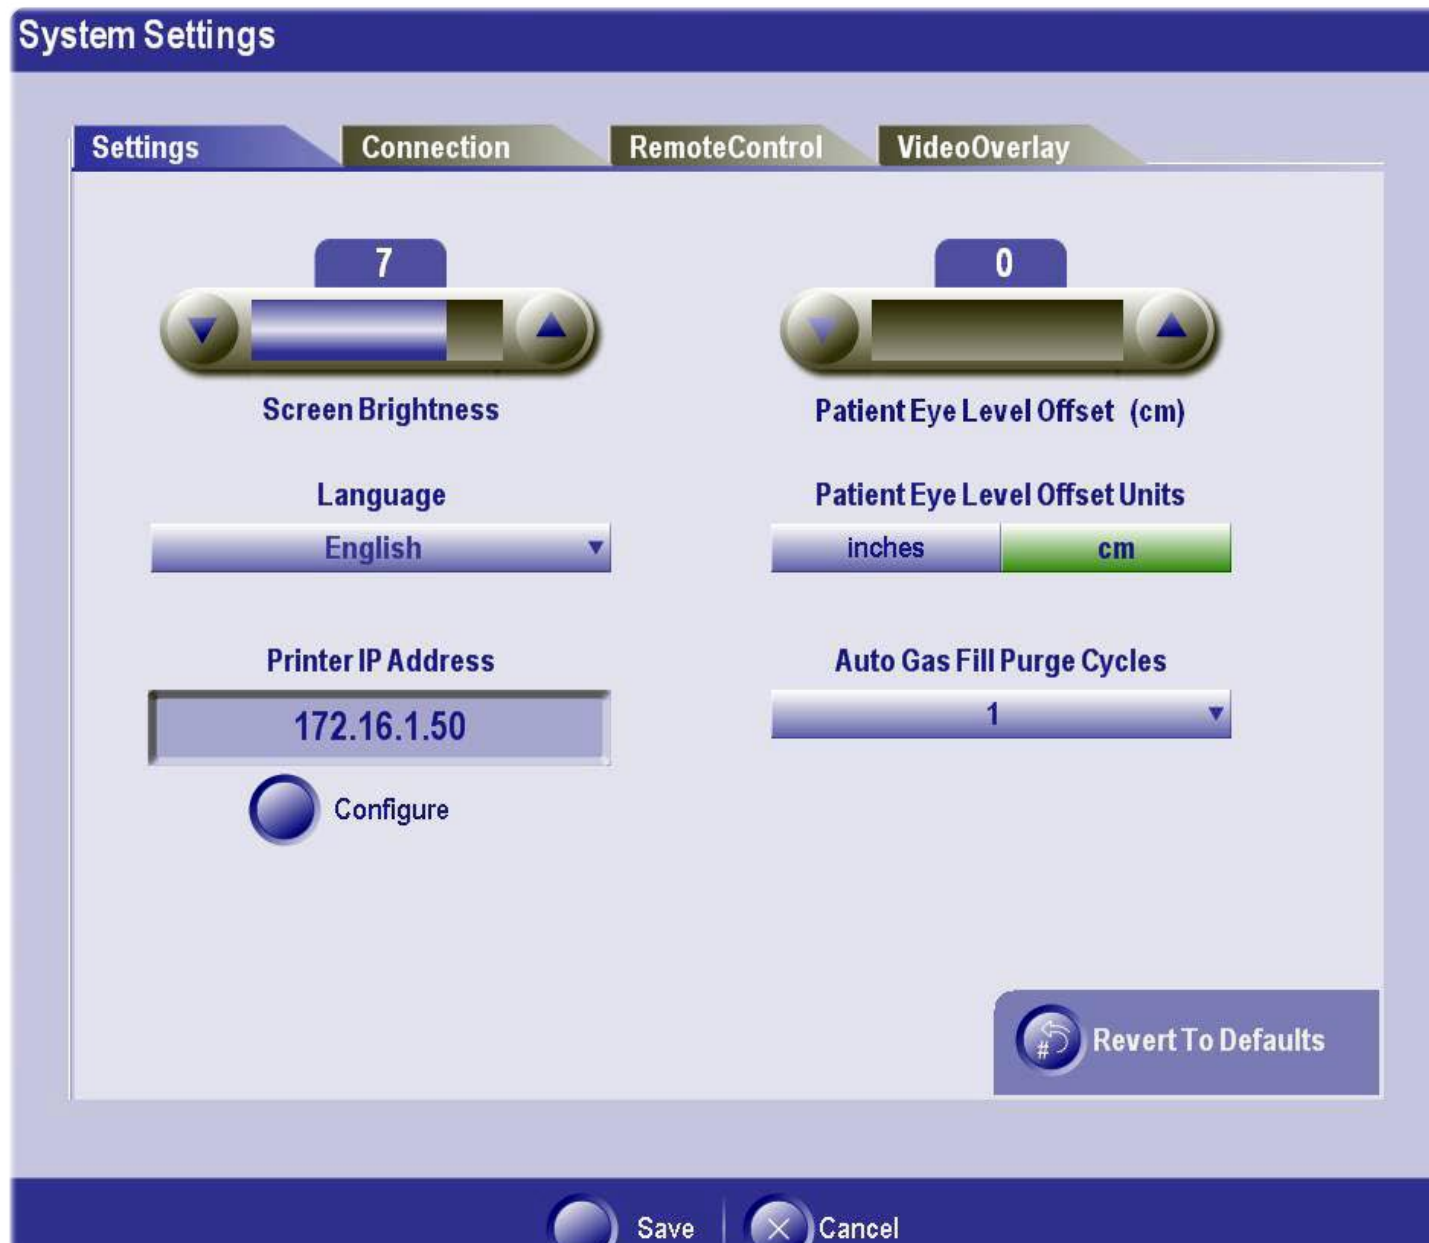 System Settings
Settings
Connection
RemoteControl
VideoOverlay
7
Screen Brightness
0
Patient Eye Level Offset (cm)
Language
English
Patient Eye Level Offset Units
inches
cm
Printer IP Address
172.16.1.50
Configure
Auto Gas Fill Purge Cycles
1
#
Revert To Defaults
Save
Cancel